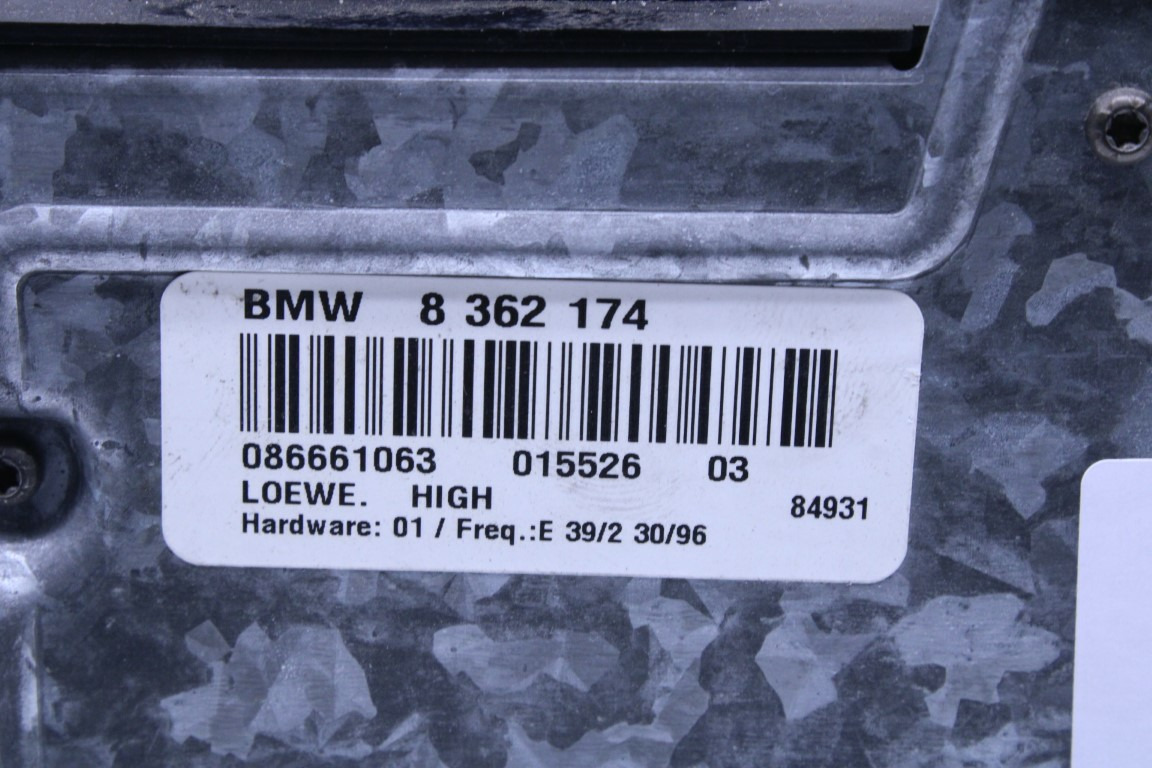 BMW 8 362 174
086661063 015526 03
LOEWE. HIGH 84931
Hardware: 01 / Freq.:E 39/2 30/96